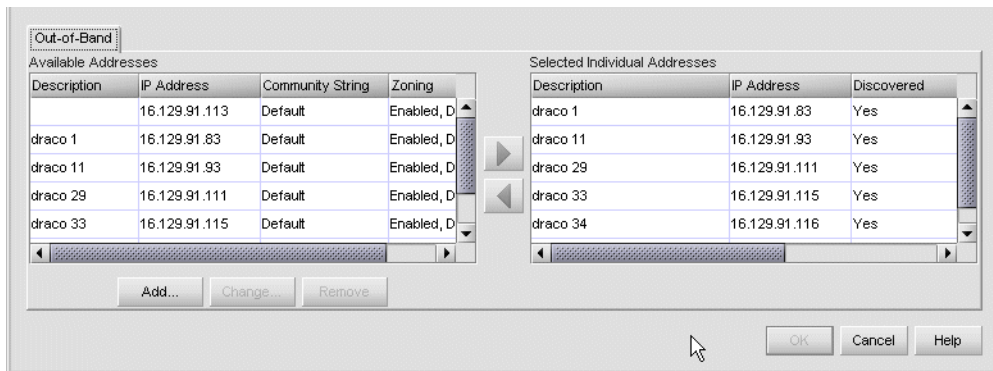 Out-of-Band
Available Addresses
Description IP Address Community String Zoning
16.129.91.113 Default Enabled, D
draco 1 16.129.91.83 Default Enabled, D
draco 11 16.129.91.93 Default Enabled, D
draco 29 16.129.91.111 Default Enabled, D
draco 33 16.129.91.115 Default Enabled, D
Add... Change... Remove
Selected Individual Addresses
Description IP Address Discovered
draco 1 16.129.91.83 Yes
draco 11 16.129.91.93 Yes
draco 29 16.129.91.111 Yes
draco 33 16.129.91.115 Yes
draco 34 16.129.91.116 Yes
OK Cancel Help